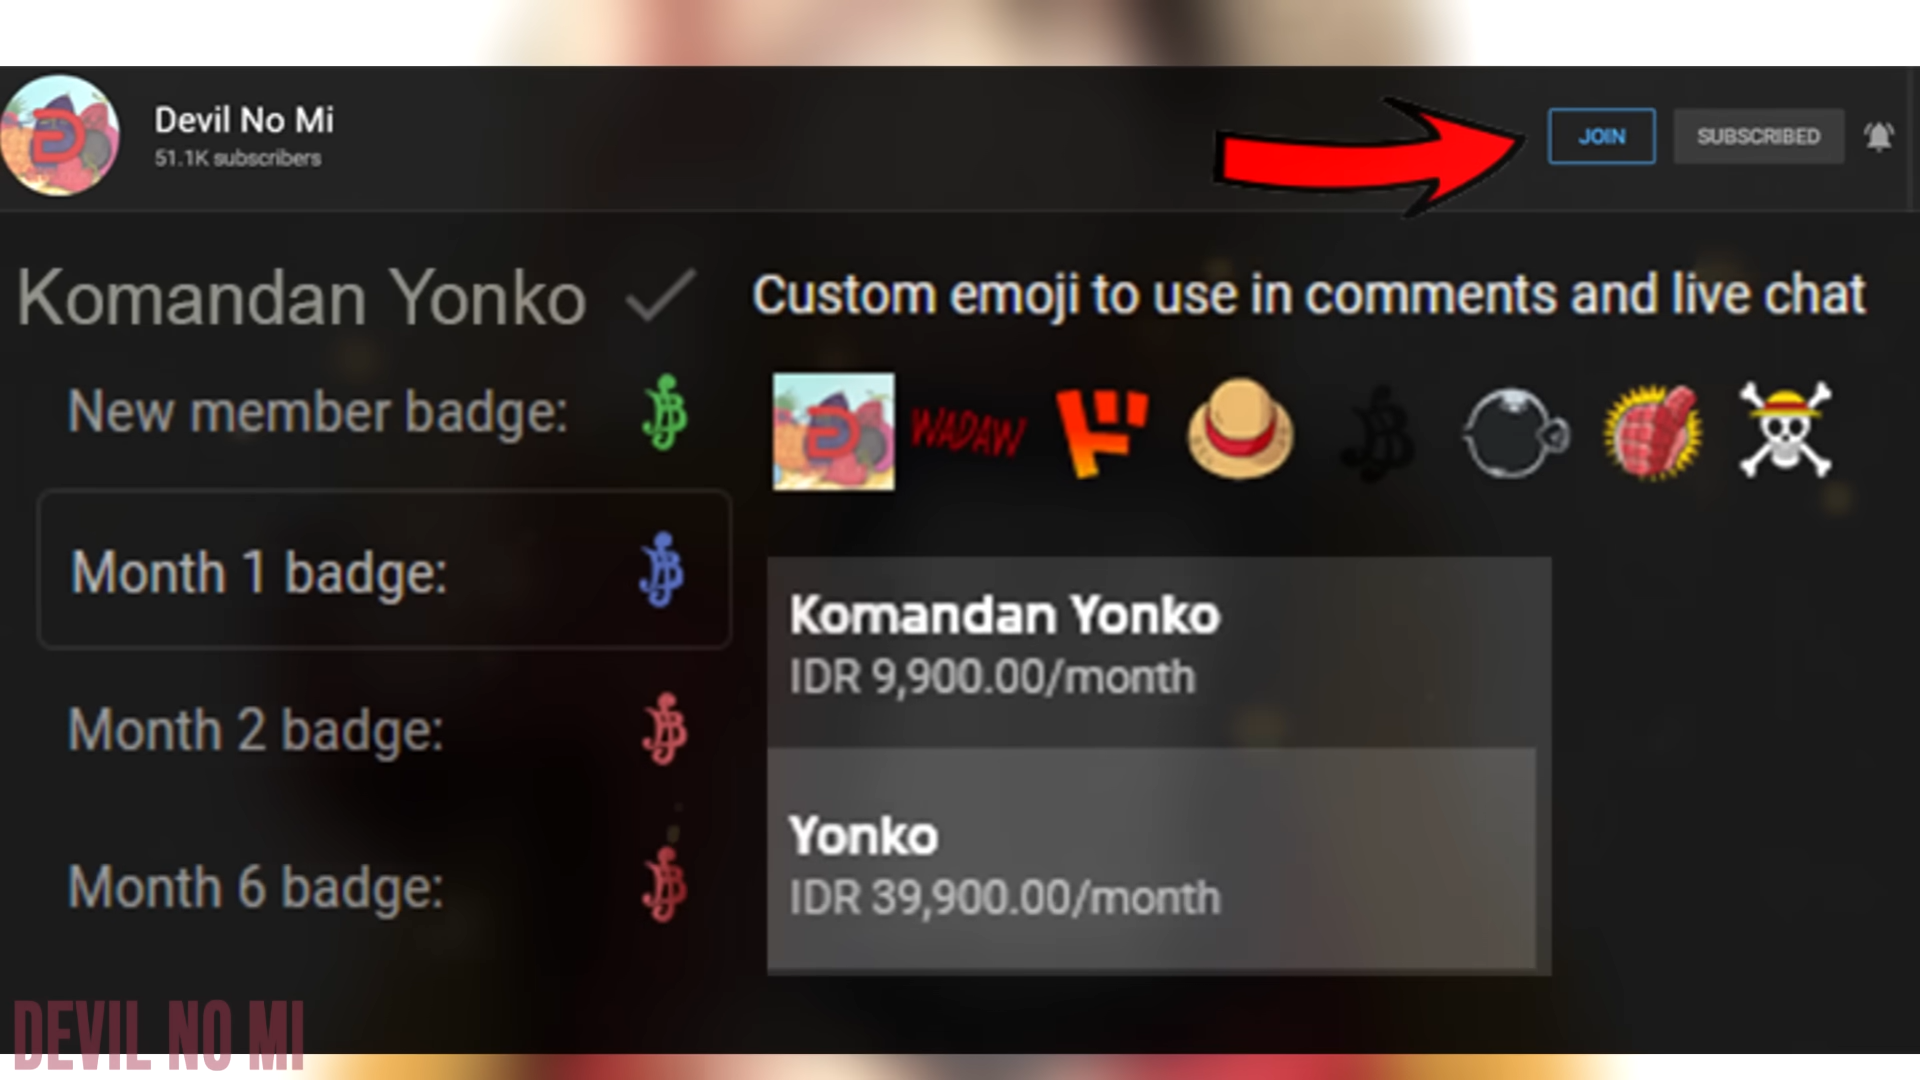 Devil No Mi
51.1K subscribers
JOIN
SUBSCRIBED
Komandan Yonko
New member badge:
Month 1 badge:
Month 2 badge:
Month 6 badge:
Custom emoji to use in comments and live chat
WADAW
ド
Komandan Yonko
IDR 9,900.00/month
Yonko
IDR 39,900.00/month
DEVIL NO MI